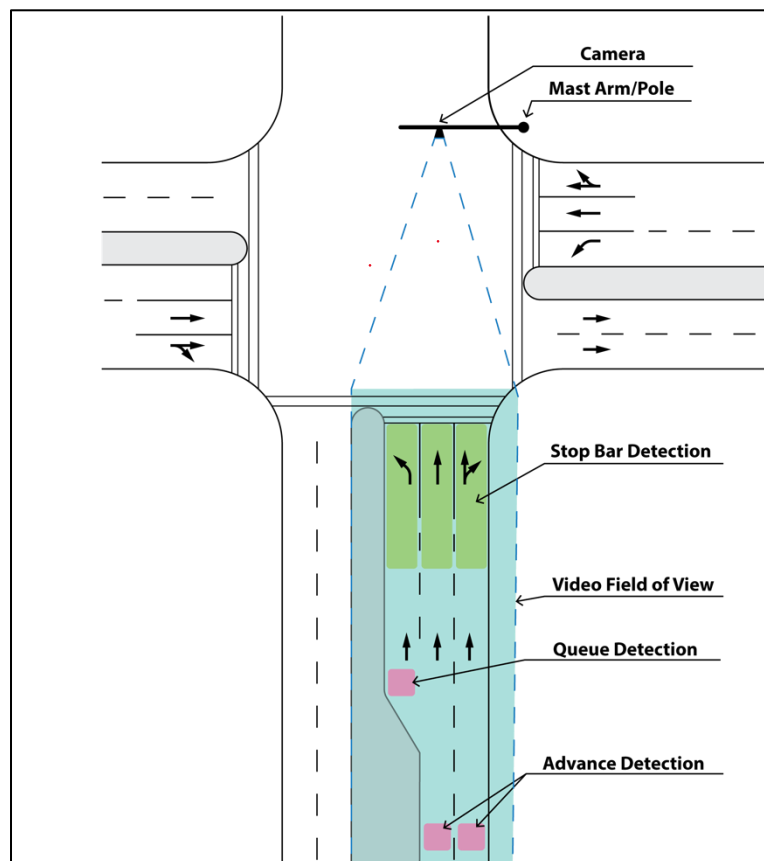 Camera
Mast Arm/Pole
Stop Bar Detection
Video Field of View
Queue Detection
Advance Detection